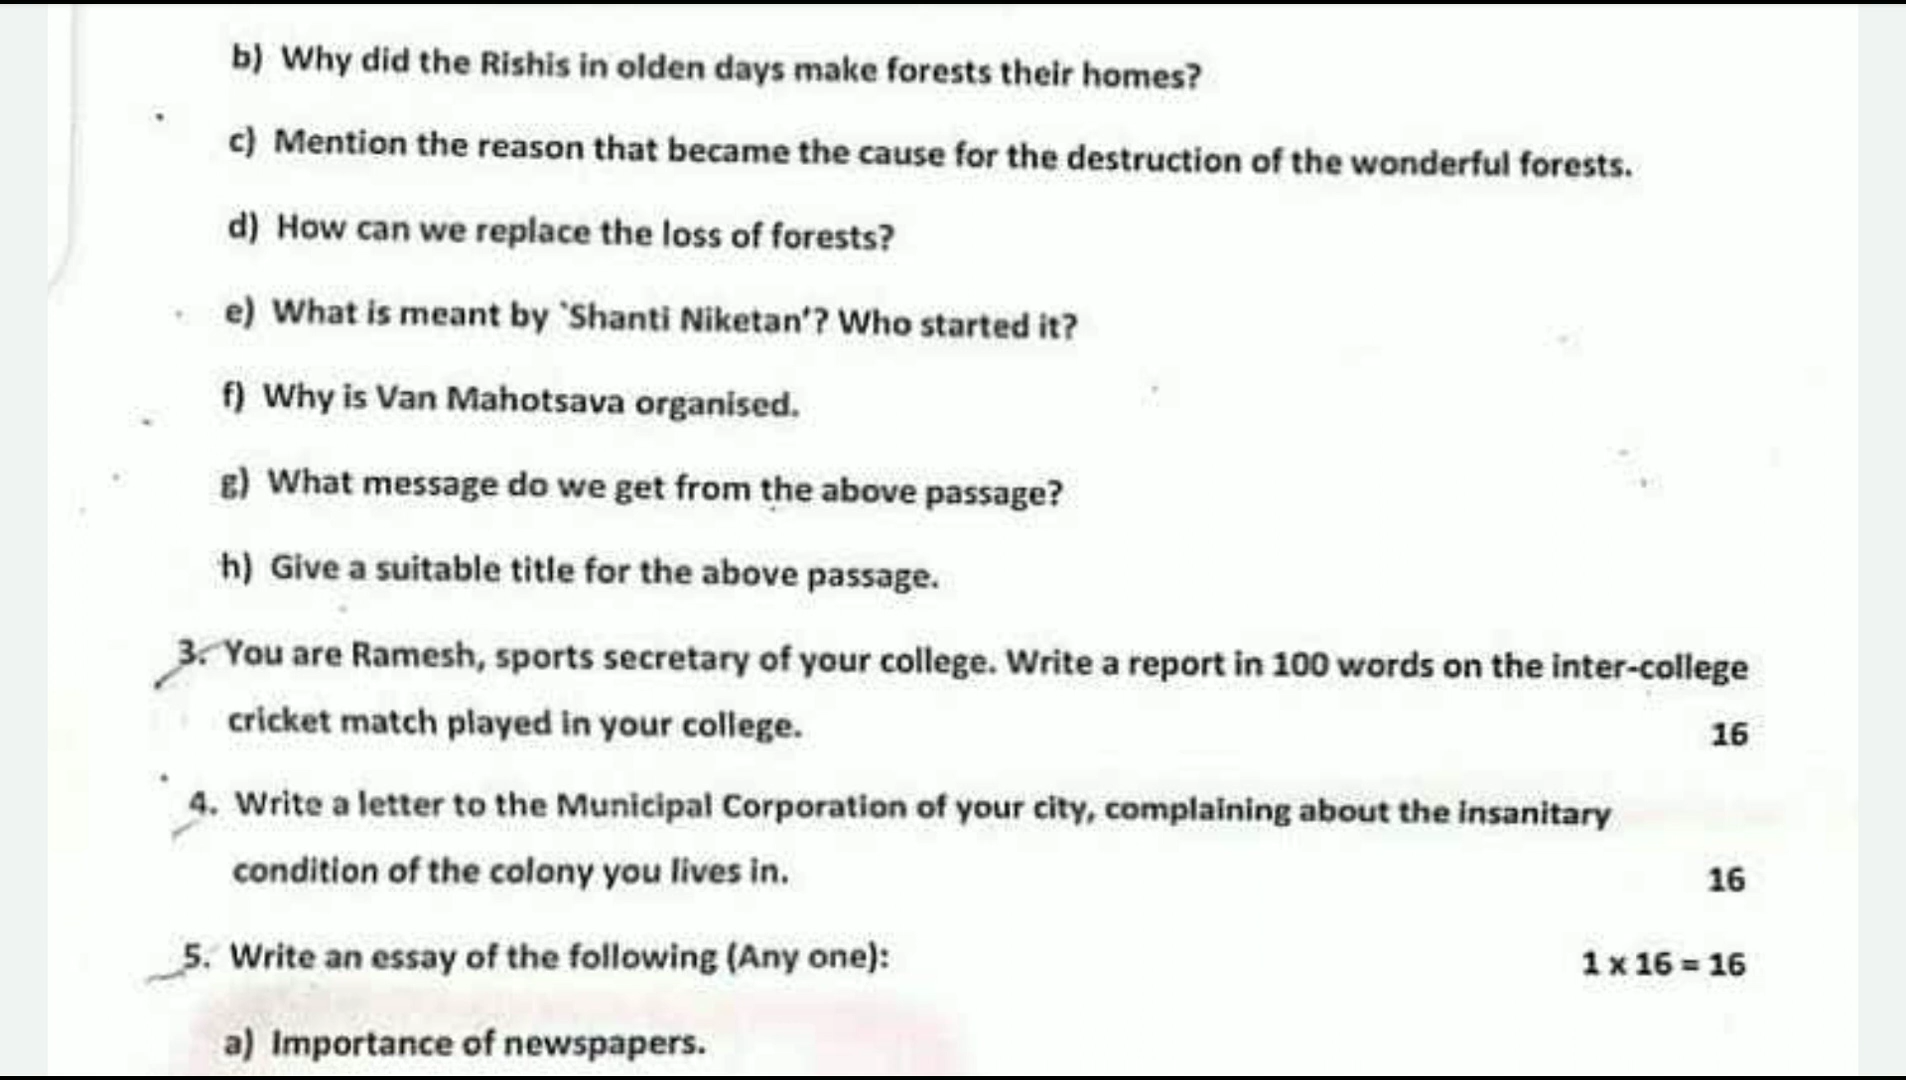 b) Why did the Rishis in olden days make forests their homes?
c) Mention the reason that became the cause for the destruction of the wonderful forests.
d) How can we replace the loss of forests?
e) What is meant by `Shanti Niketan'? Who started it?
f) Why is Van Mahotsava organised.
g) What message do we get from the above passage?
h) Give a suitable title for the above passage.
3. You are Ramesh, sports secretary of your college. Write a report in 100 words on the inter-college
cricket match played in your college. 16
4. Write a letter to the Municipal Corporation of your city, complaining about the insanitary
condition of the colony you lives in. 16
5. Write an essay of the following (Any one): 1 x 16 = 16
a) Importance of newspapers.